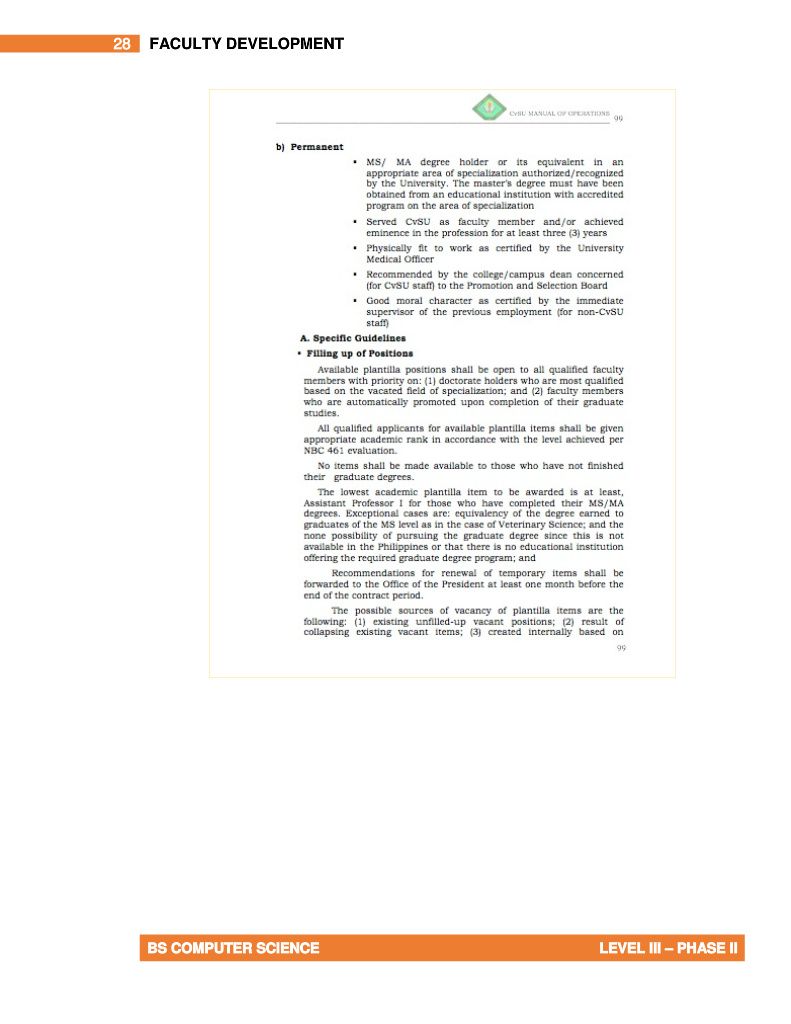 28 FACULTY DEVELOPMENT
CvSU MANUAL OF OPERATIONS 99
b) Permanent
▪ MS/ MA degree holder or its equivalent in an
appropriate area of specialization authorized/recognized
by the University. The master's degree must have been
obtained from an educational institution with accredited
program on the area of specialization
▪ Served CvSU as faculty member and/or achieved
eminence in the profession for at least three (3) years
▪ Physically fit to work as certified by the University
Medical Officer
▪ Recommended by the college/campus dean concerned
(for CvSU staff) to the Promotion and Selection Board
▪ Good moral character as certified by the immediate
supervisor of the previous employment (for non-CvSU
staff)
A. Specific Guidelines
▪ Filling up of Positions
Available plantilla positions shall be open to all qualified faculty
members with priority on: (1) doctorate holders who are most qualified
based on the vacated field of specialization; and (2) faculty members
who are automatically promoted upon completion of their graduate
studies.
All qualified applicants for available plantilla items shall be given
appropriate academic rank in accordance with the level achieved per
NBC 461 evaluation.
No items shall be made available to those who have not finished
their graduate degrees.
The lowest academic plantilla item to be awarded is at least,
Assistant Professor I for those who have completed their MS/MA
degrees. Exceptional cases are: equivalency of the degree earned to
graduates of the MS level as in the case of Veterinary Science; and the
none possibility of pursuing the graduate degree since this is not
available in the Philippines or that there is no educational institution
offering the required graduate degree program; and
Recommendations for renewal of temporary items shall be
forwarded to the Office of the President at least one month before the
end of the contract period.
The possible sources of vacancy of plantilla items are the
following: (1) existing unfilled-up vacant positions; (2) result of
collapsing existing vacant items; (3) created internally based on
99
BS COMPUTER SCIENCE LEVEL III – PHASE II